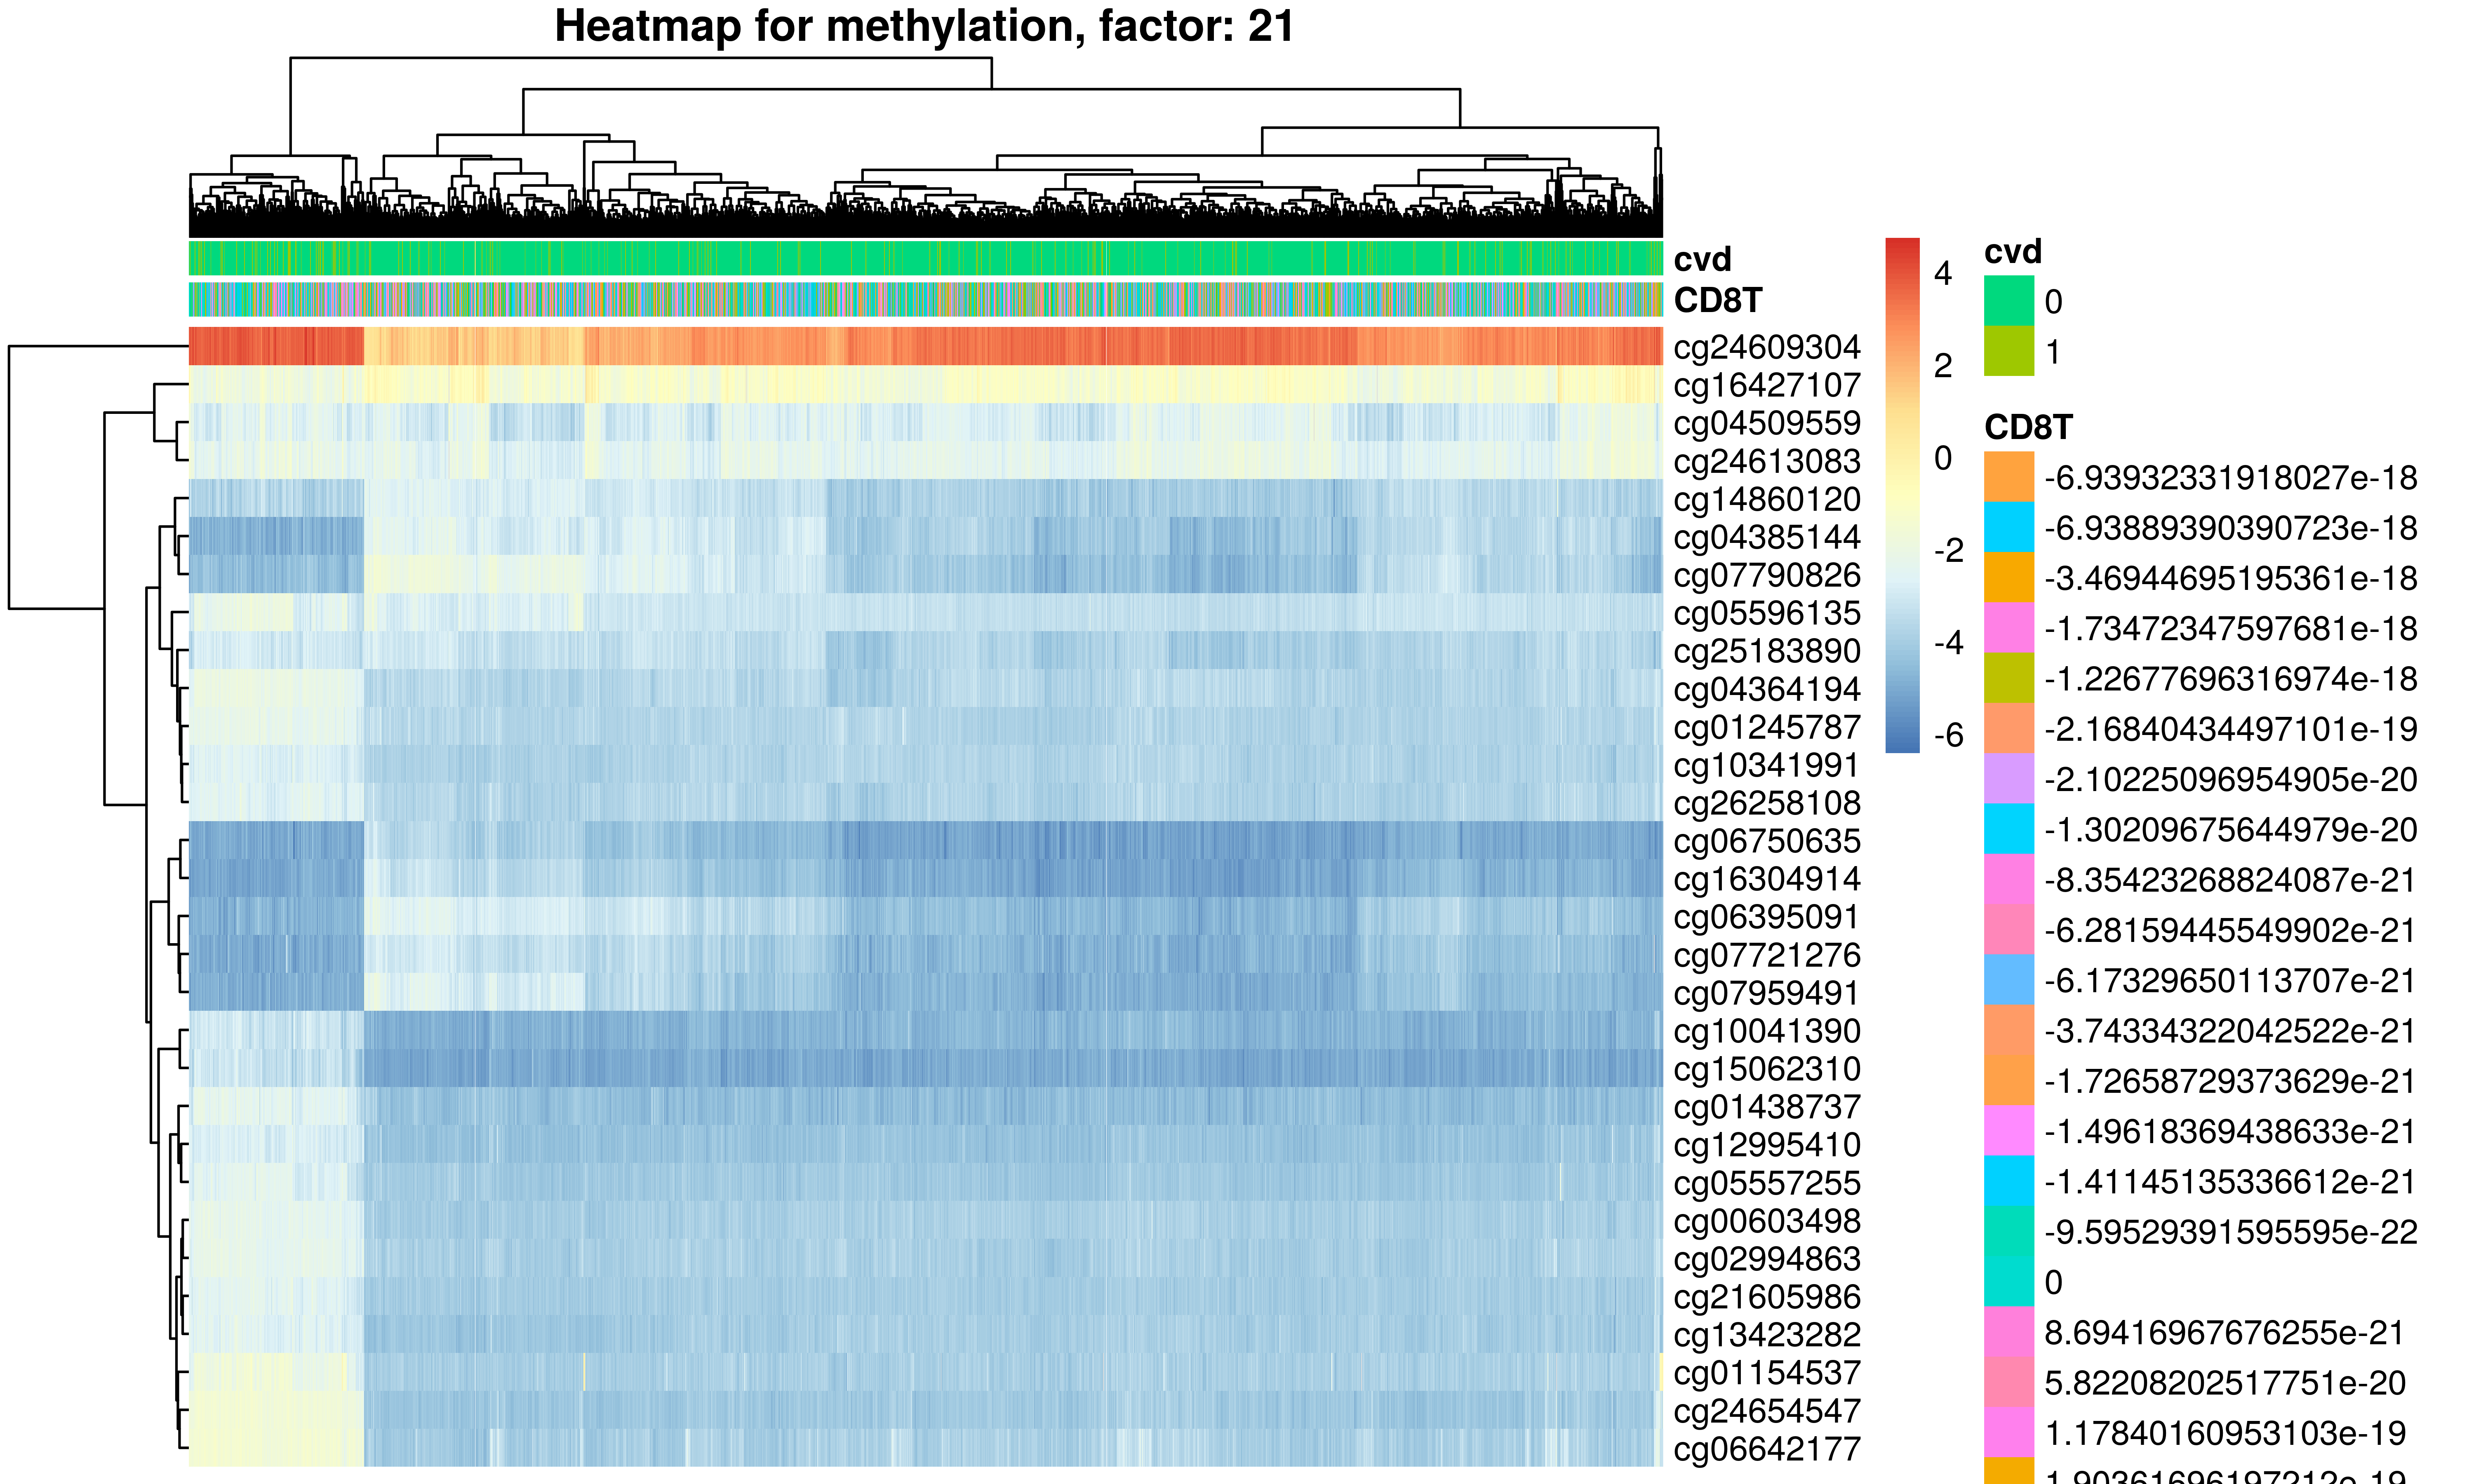 Heatmap for methylation, factor: 21
cvd
CD8T
cg24609304
cg16427107
cg04509559
cg24613083
cg14860120
cg04385144
cg07790826
cg05596135
cg25183890
cg04364194
cg01245787
cg10341991
cg26258108
cg06750635
cg16304914
cg06395091
cg07721276
cg07959491
cg10041390
cg15062310
cg01438737
cg12995410
cg05557255
cg00603498
cg02994863
cg21605986
cg13423282
cg01154537
cg24654547
cg06642177
4
2
0
-2
-4
-6
cvd
0
1
CD8T
-6.93932331918027e-18
-6.93889390390723e-18
-3.46944695195361e-18
-1.73472347597681e-18
-1.22677696316974e-18
-2.16840434497101e-19
-2.10225096954905e-20
-1.30209675644979e-20
-8.35423268824087e-21
-6.28159445549902e-21
-6.17329650113707e-21
-3.74334322042522e-21
-1.72658729373629e-21
-1.49618369438633e-21
-1.41145135336612e-21
-9.59529391595595e-22
0
8.69416967676255e-21
5.82208202517751e-20
1.17840160953103e-19
1.90361696197212e-19